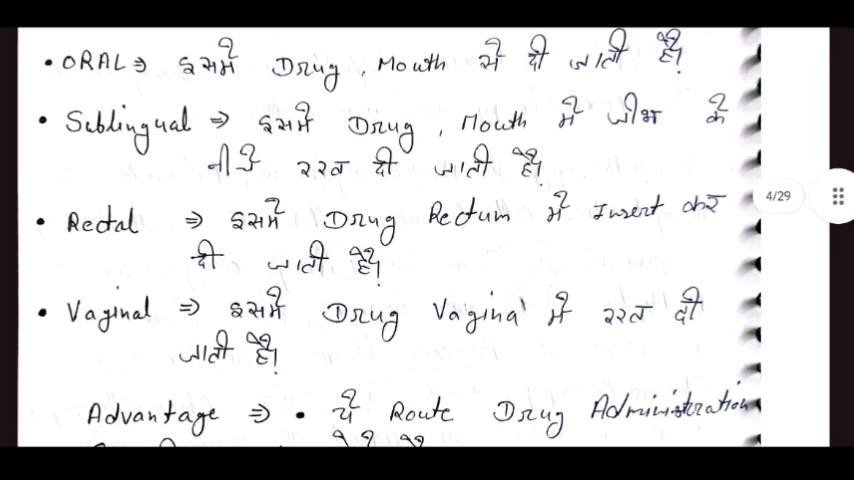 • ORAL ⇒ इसमें Drug, Mouth से दी जाती है।
• Sublingual ⇒ इसमें Drug, Mouth में जीभ के
नीचे रख दी जाती है।
• Rectal ⇒ इसमें Drug Rectum में Insert कर
दी जाती है।
4/29
• Vaginal ⇒ इसमें Drug Vagina में रख दी
जाती है।
Advantage ⇒ • ये Route Drug Administration